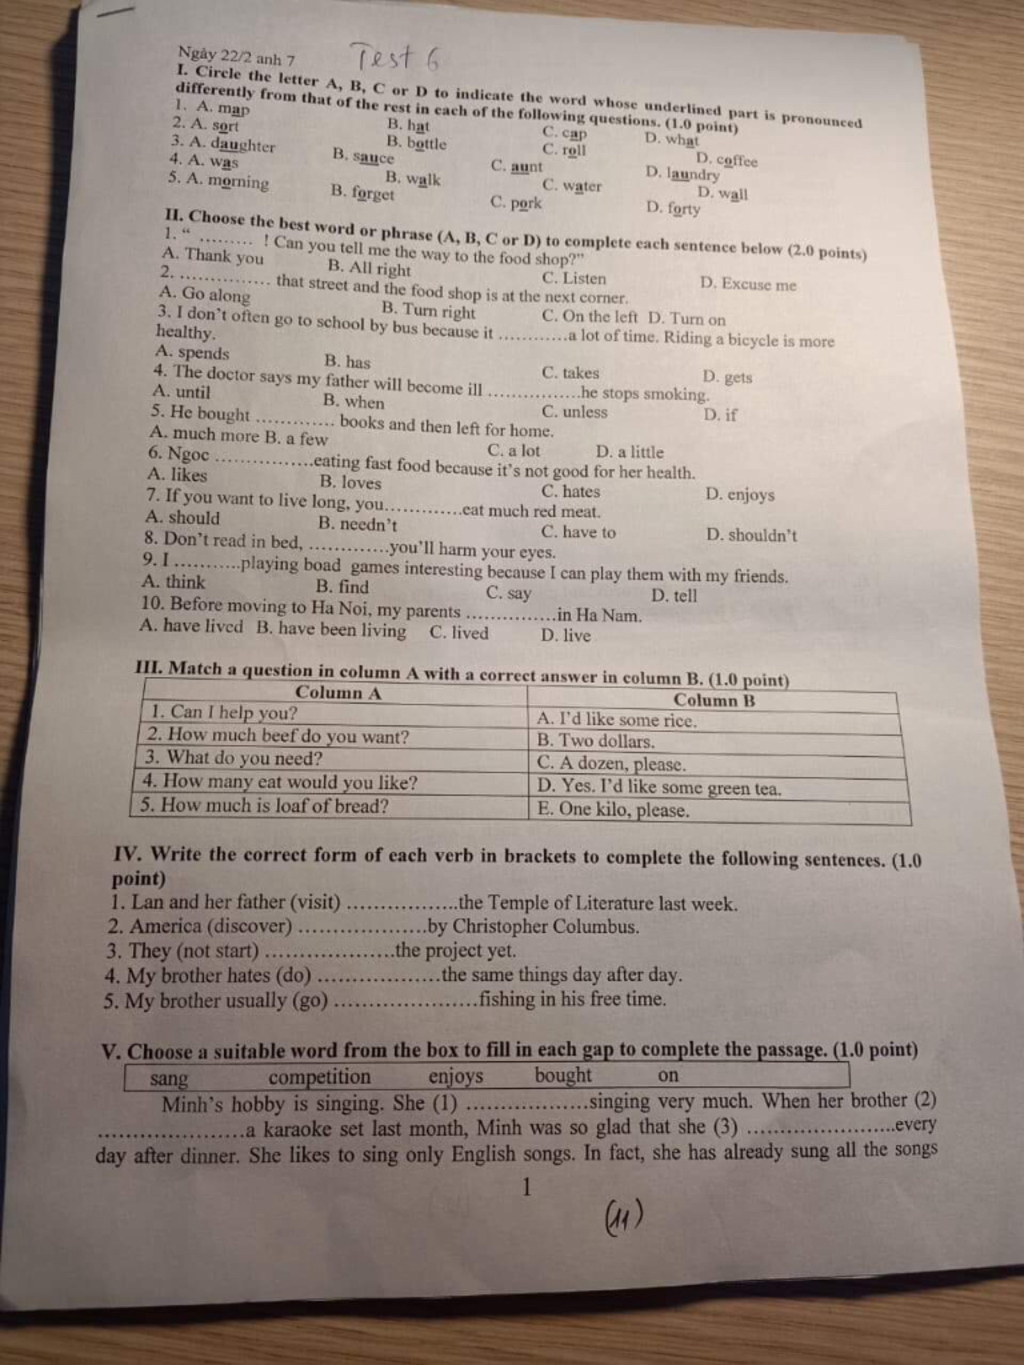 Ngày 22/2 anh 7 Test 6
I. Circle the letter A, B, C or D to indicate the word whose underlined part is pronounced
differently from that of the rest in each of the following questions. (1.0 point)
1. A. map B. hat C. cap D. what
2. A. sort B. bottle C. roll D. coffee
3. A. daughter B. sauce C. aunt D. laundry
4. A. was B. walk C. water D. wall
5. A. morning B. forget C. pork D. forty
II. Choose the best word or phrase (A, B, C or D) to complete each sentence below (2.0 points)
1. “ ......... ! Can you tell me the way to the food shop?”
A. Thank you B. All right C. Listen D. Excuse me
2. ............... that street and the food shop is at the next corner.
A. Go along B. Turn right C. On the left D. Turn on
3. I don’t often go to school by bus because it ............a lot of time. Riding a bicycle is more
healthy.
A. spends B. has C. takes D. gets
4. The doctor says my father will become ill ................he stops smoking.
A. until B. when C. unless D. if
5. He bought ............. books and then left for home.
A. much more B. a few C. a lot D. a little
6. Ngoc .................eating fast food because it’s not good for her health.
A. likes B. loves C. hates D. enjoys
7. If you want to live long, you.............eat much red meat.
A. should B. needn’t C. have to D. shouldn’t
8. Don’t read in bed, .............you’ll harm your eyes.
9. I ...........playing boad games interesting because I can play them with my friends.
A. think B. find C. say D. tell
10. Before moving to Ha Noi, my parents ...............in Ha Nam.
A. have lived B. have been living C. lived D. live
III. Match a question in column A with a correct answer in column B. (1.0 point)
Column A Column B
1. Can I help you? A. I’d like some rice.
2. How much beef do you want? B. Two dollars.
3. What do you need? C. A dozen, please.
4. How many eat would you like? D. Yes. I’d like some green tea.
5. How much is loaf of bread? E. One kilo, please.
IV. Write the correct form of each verb in brackets to complete the following sentences. (1.0
point)
1. Lan and her father (visit) .................the Temple of Literature last week.
2. America (discover) ....................by Christopher Columbus.
3. They (not start) ....................the project yet.
4. My brother hates (do) ...................the same things day after day.
5. My brother usually (go) ......................fishing in his free time.
V. Choose a suitable word from the box to fill in each gap to complete the passage. (1.0 point)
sang competition enjoys bought on
Minh’s hobby is singing. She (1) ..................singing very much. When her brother (2)
......................a karaoke set last month, Minh was so glad that she (3) ......................every
day after dinner. She likes to sing only English songs. In fact, she has already sung all the songs
1
(11)